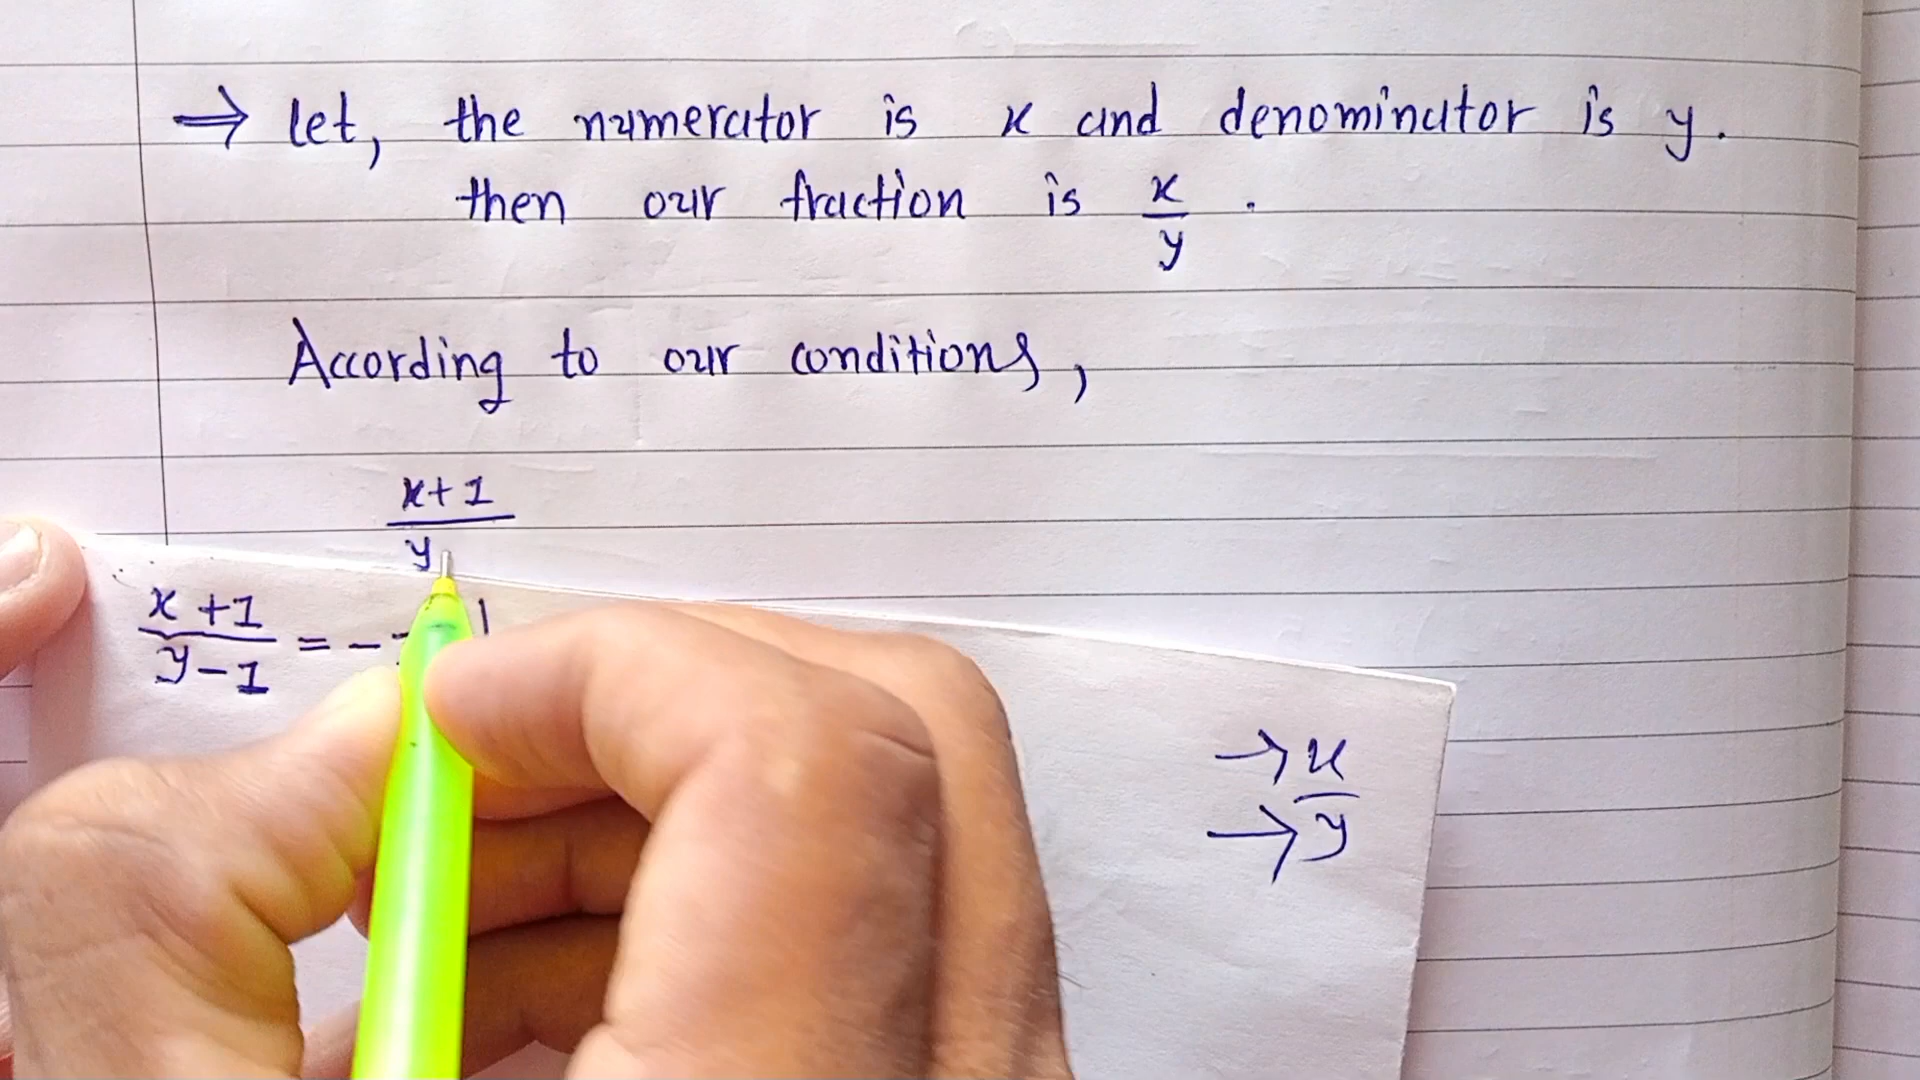 ⇒ let, the numerator is x and denominator is y.
then our fraction is x/y .
According to our conditions,
x+1
y
x+1
y-1
= -
→ x
→ y